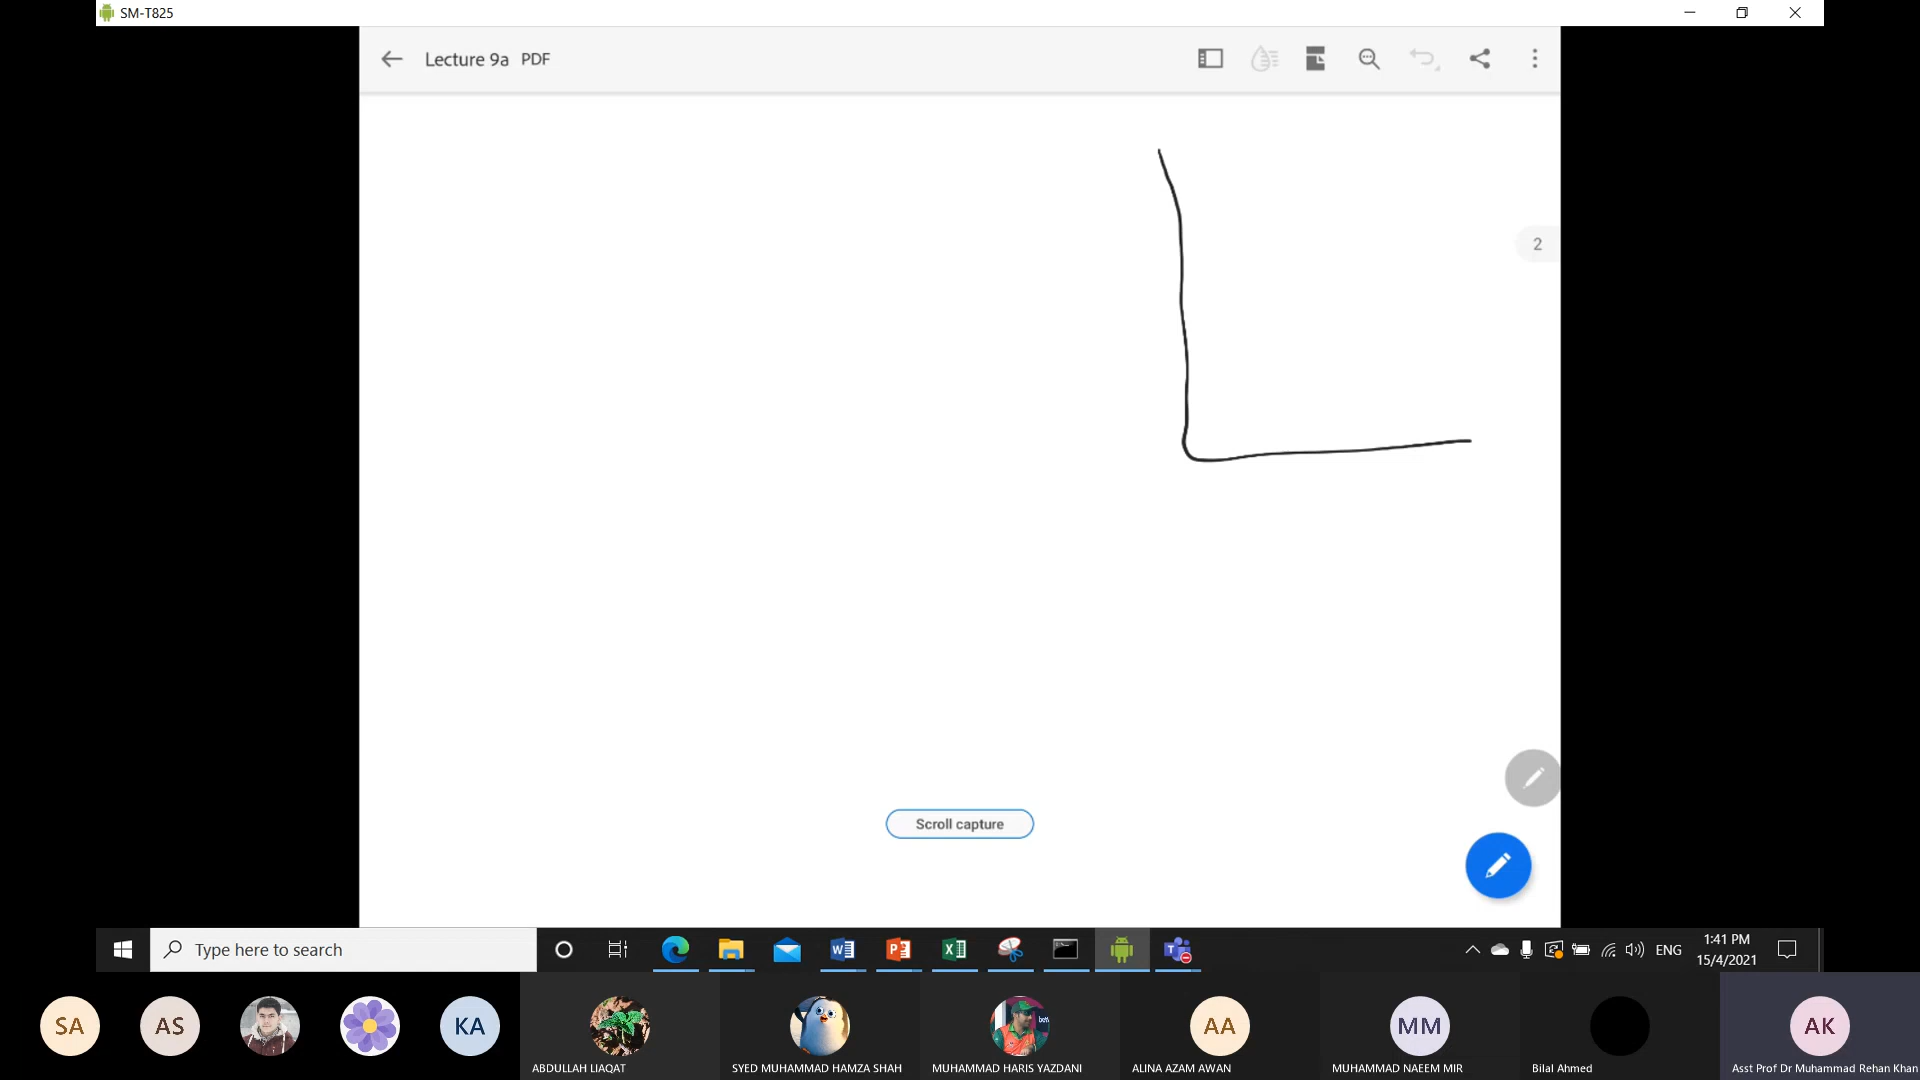 SM-T825
Lecture 9a PDF
2
Scroll capture
Type here to search
ENG
1:41 PM
15/4/2021
SA
AS
KA
AA
MM
AK
ABDULLAH LIAQAT
SYED MUHAMMAD HAMZA SHAH
MUHAMMAD HARIS YAZDANI
ALINA AZAM AWAN
MUHAMMAD NAEEM MIR
Bilal Ahmed
Asst Prof Dr Muhammad Rehan Khan